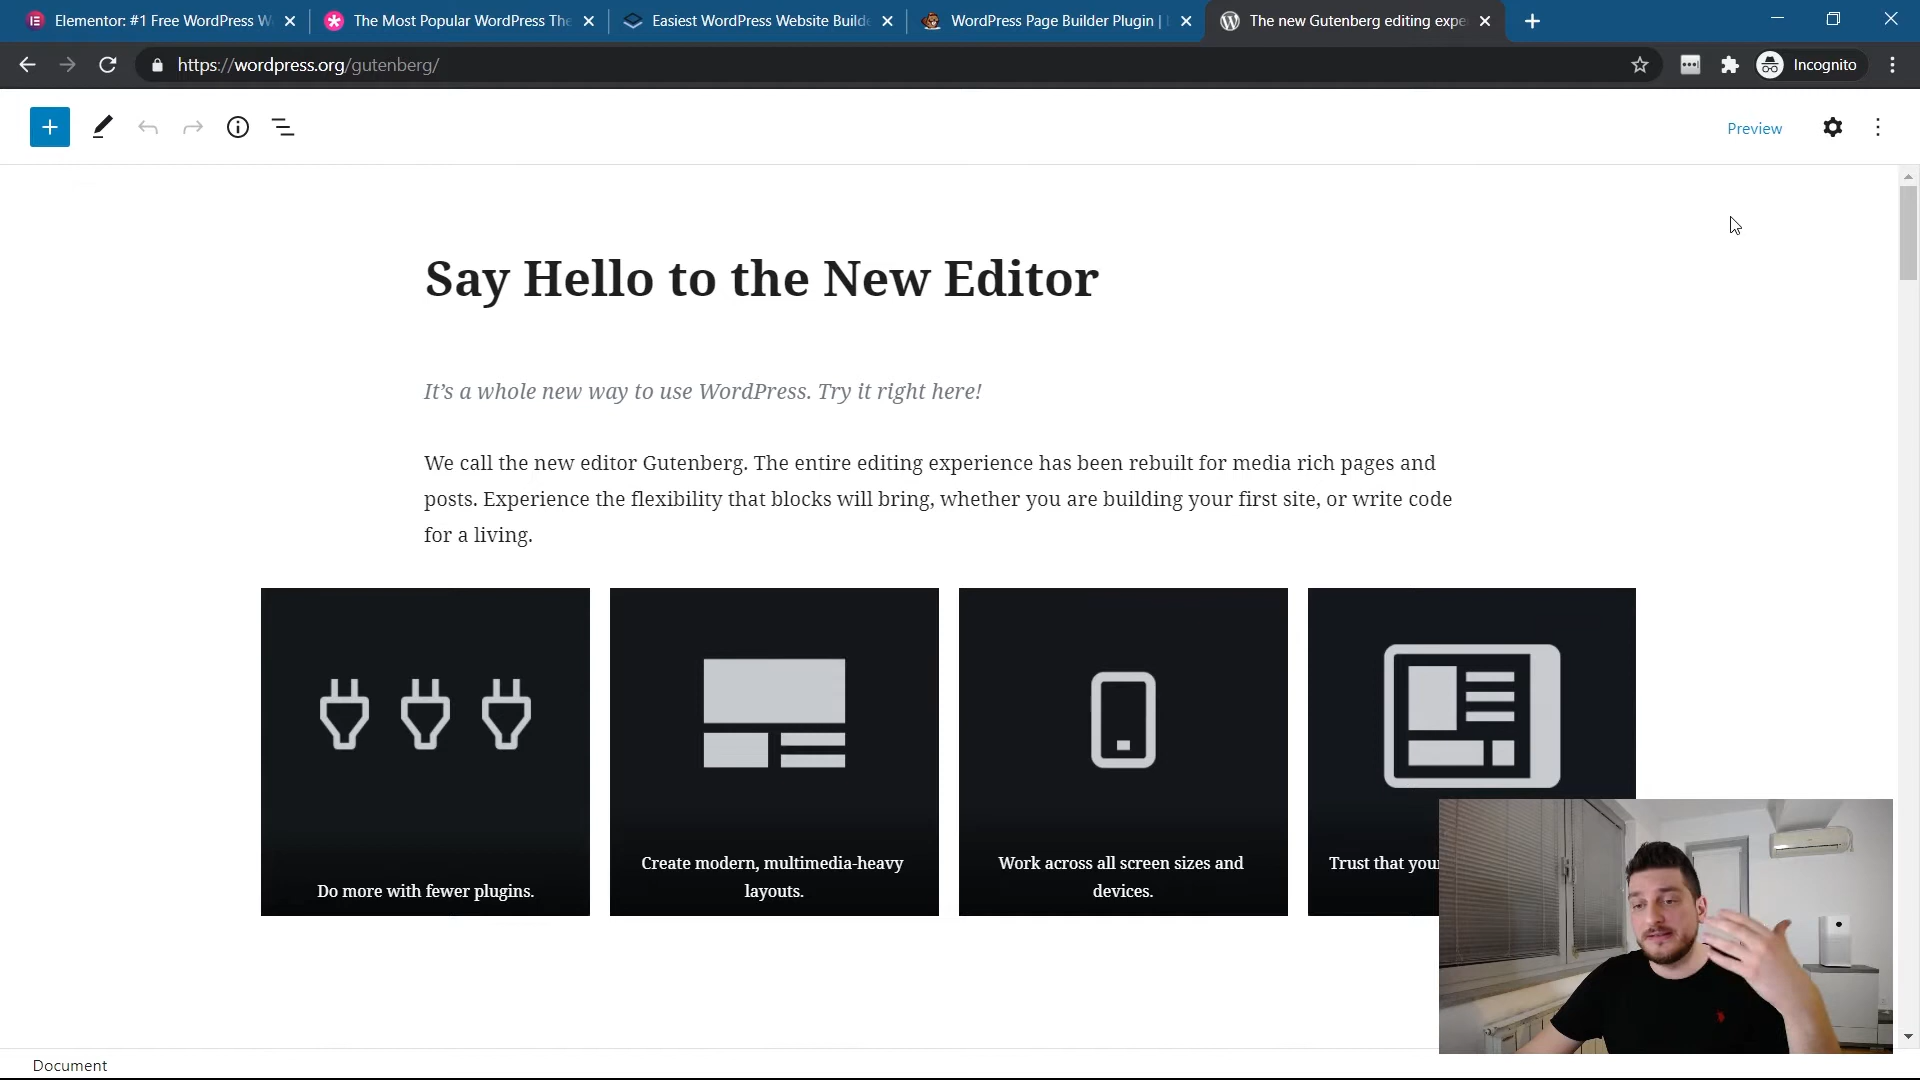 Elementor: #1 Free WordPress W
The Most Popular WordPress The
Easiest WordPress Website Builde
WordPress Page Builder Plugin |
The new Gutenberg editing expe
https://wordpress.org/gutenberg/
Incognito
Preview
Say Hello to the New Editor
It’s a whole new way to use WordPress. Try it right here!
We call the new editor Gutenberg. The entire editing experience has been rebuilt for media rich pages and
posts. Experience the flexibility that blocks will bring, whether you are building your first site, or write code
for a living.
Do more with fewer plugins.
Create modern, multimedia-heavy
layouts.
Work across all screen sizes and
devices.
Trust that your
Document